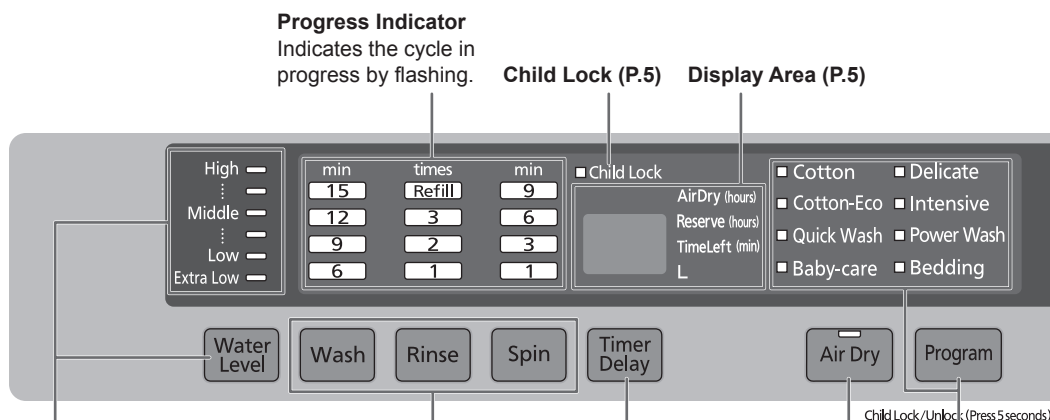 Progress Indicator
Indicates the cycle in
progress by flashing.
Child Lock (P.5)
Display Area (P.5)
High
Middle
Low
Extra Low
min times min
15 Refill 9
12 3 6
9 2 3
6 1 1
Child Lock
AirDry (hours)
Reserve (hours)
TimeLeft (min)
L
Cotton Delicate
Cotton-Eco Intensive
Quick Wash Power Wash
Baby-care Bedding
Water
Level
Wash
Rinse
Spin
Timer
Delay
Air Dry
Program
Child Lock/Unlock (Press 5 seconds)